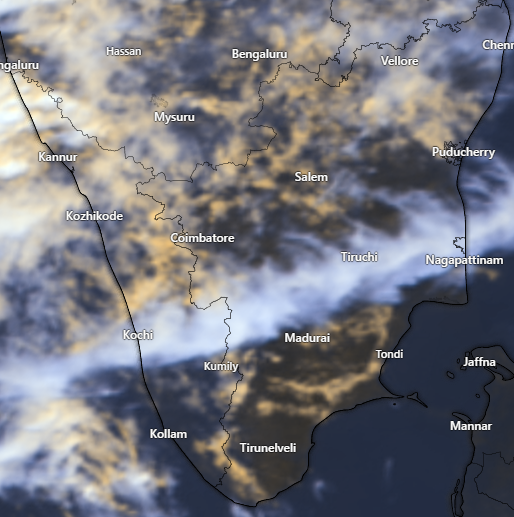 Hassan
Bengaluru
Chenn
ngaluru
Vellore
Mysuru
Kannur
Puducherry
Salem
Kozhikode
Coimbatore
Tiruchi
Nagapattinam
Kochi
Madurai
Tondi
Kumily
Jaffna
Kollam
Mannar
Tirunelveli